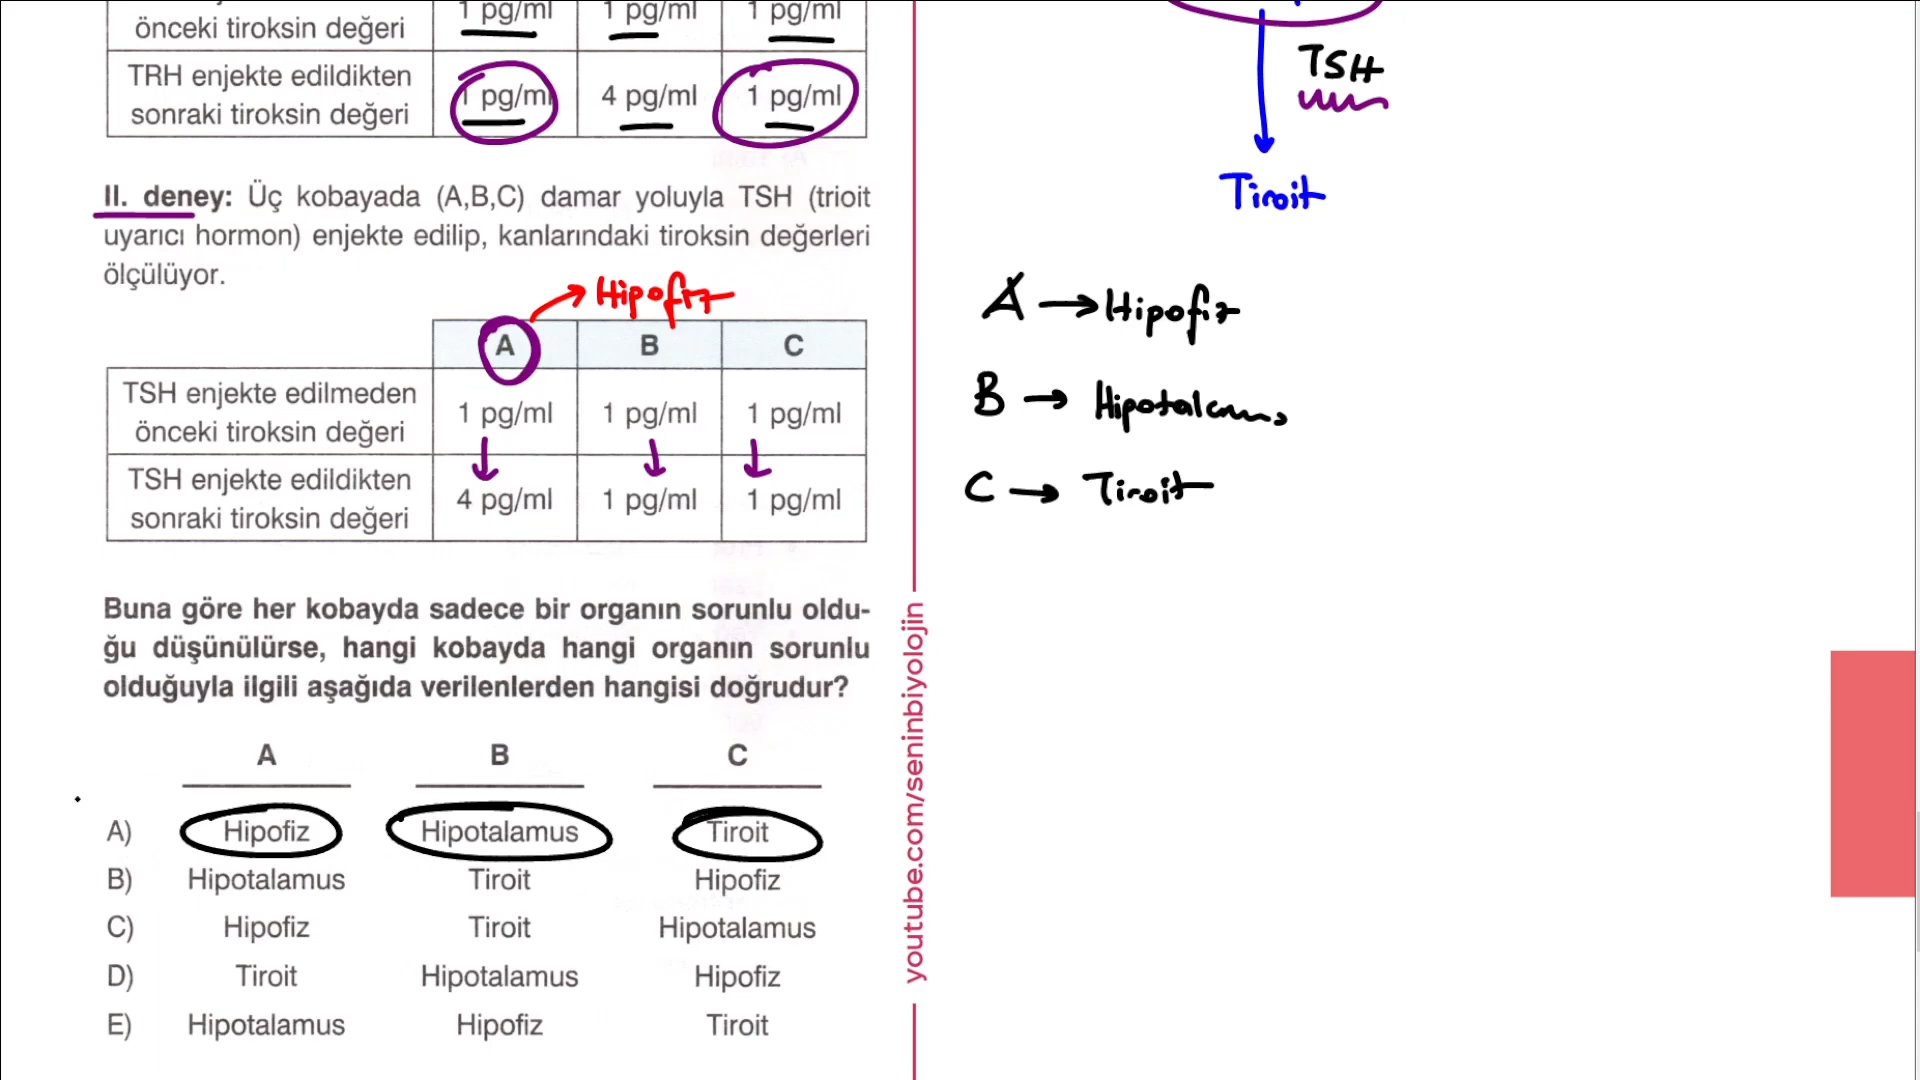 1 pg/ml 1 pg/ml 1 pg/ml
önceki tiroksin değeri
TRH enjekte edildikten
sonraki tiroksin değeri
1 pg/ml 4 pg/ml 1 pg/ml
II. deney: Üç kobayada (A,B,C) damar yoluyla TSH (trioit
uyarıcı hormon) enjekte edilip, kanlarındaki tiroksin değerleri
ölçülüyor.
Hipofiz
A B C
TSH enjekte edilmeden
önceki tiroksin değeri
1 pg/ml 1 pg/ml 1 pg/ml
TSH enjekte edildikten
sonraki tiroksin değeri
4 pg/ml 1 pg/ml 1 pg/ml
Buna göre her kobayda sadece bir organın sorunlu oldu-
ğu düşünülürse, hangi kobayda hangi organın sorunlu
olduğuyla ilgili aşağıda verilenlerden hangisi doğrudur?
A B C
A) Hipofiz Hipotalamus Tiroit
B) Hipotalamus Tiroit Hipofiz
C) Hipofiz Tiroit Hipotalamus
D) Tiroit Hipotalamus Hipofiz
E) Hipotalamus Hipofiz Tiroit
youtube.com/seninbiyolojin
TSH
Tiroit
A → Hipofiz
B → Hipotalamus
C → Tiroit